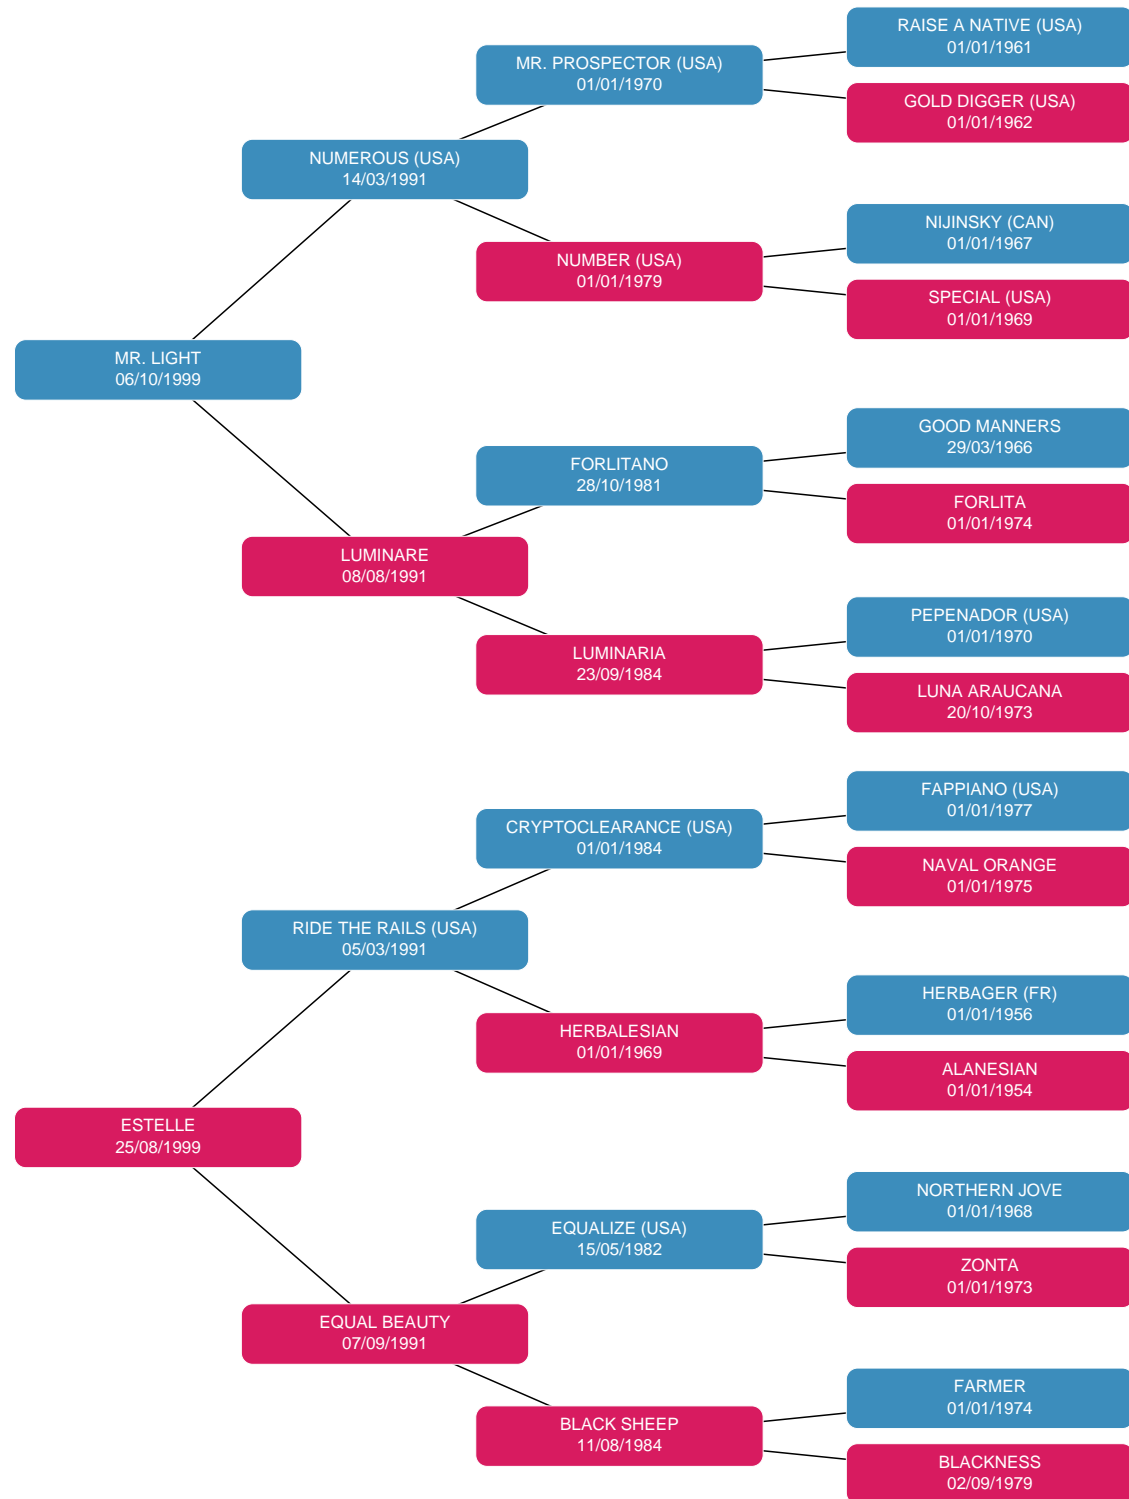 RAISE A NATIVE (USA)
01/01/1961
MR. PROSPECTOR (USA)
01/01/1970
GOLD DIGGER (USA)
01/01/1962
NUMEROUS (USA)
14/03/1991
NIJINSKY (CAN)
01/01/1967
NUMBER (USA)
01/01/1979
SPECIAL (USA)
01/01/1969
MR. LIGHT
06/10/1999
GOOD MANNERS
29/03/1966
FORLITANO
28/10/1981
FORLITA
01/01/1974
LUMINARE
08/08/1991
PEPENADOR (USA)
01/01/1970
LUMINARIA
23/09/1984
LUNA ARAUCANA
20/10/1973
FAPPIANO (USA)
01/01/1977
CRYPTOCLEARANCE (USA)
01/01/1984
NAVAL ORANGE
01/01/1975
RIDE THE RAILS (USA)
05/03/1991
HERBAGER (FR)
01/01/1956
HERBALESIAN
01/01/1969
ALANESIAN
01/01/1954
ESTELLE
25/08/1999
NORTHERN JOVE
01/01/1968
EQUALIZE (USA)
15/05/1982
ZONTA
01/01/1973
EQUAL BEAUTY
07/09/1991
FARMER
01/01/1974
BLACK SHEEP
11/08/1984
BLACKNESS
02/09/1979